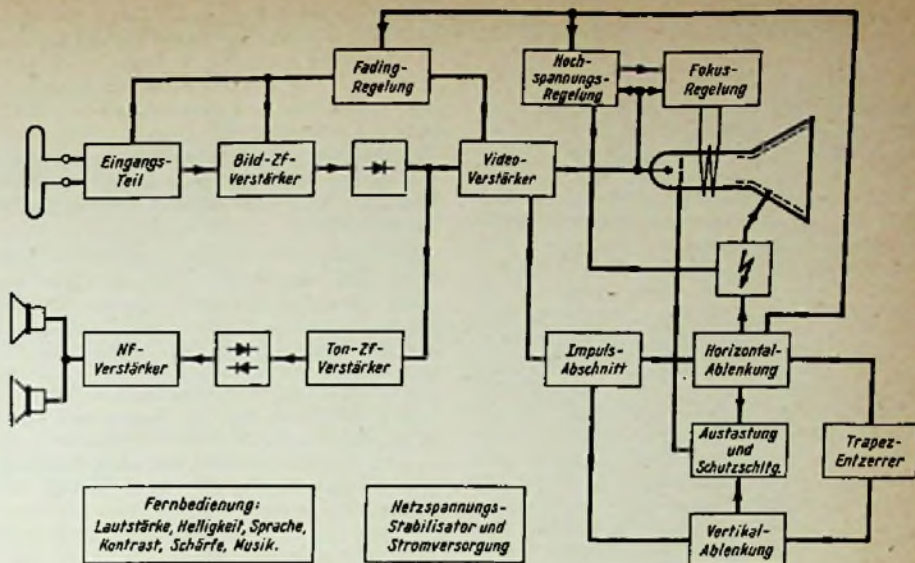 Fading-
Regelung
Hoch-
spannungs-
Regelung
Fokus-
Regelung
Eingangs-
Teil
Bild-Zf-
Verstärker
Video-
Verstärker
Nf-
Verstärker
Ton-Zf-
Verstärker
Impuls-
Abschnitt
Horizontal-
Ablenkung
Austastung
und
Schutzschltg.
Trapez-
Entzerrer
Fernbedienung:
Lautstärke, Helligkeit, Sprache,
Kontrast, Schärfe, Musik.
Netzspannungs-
Stabilisator und
Stromversorgung
Vertikal-
Ablenkung